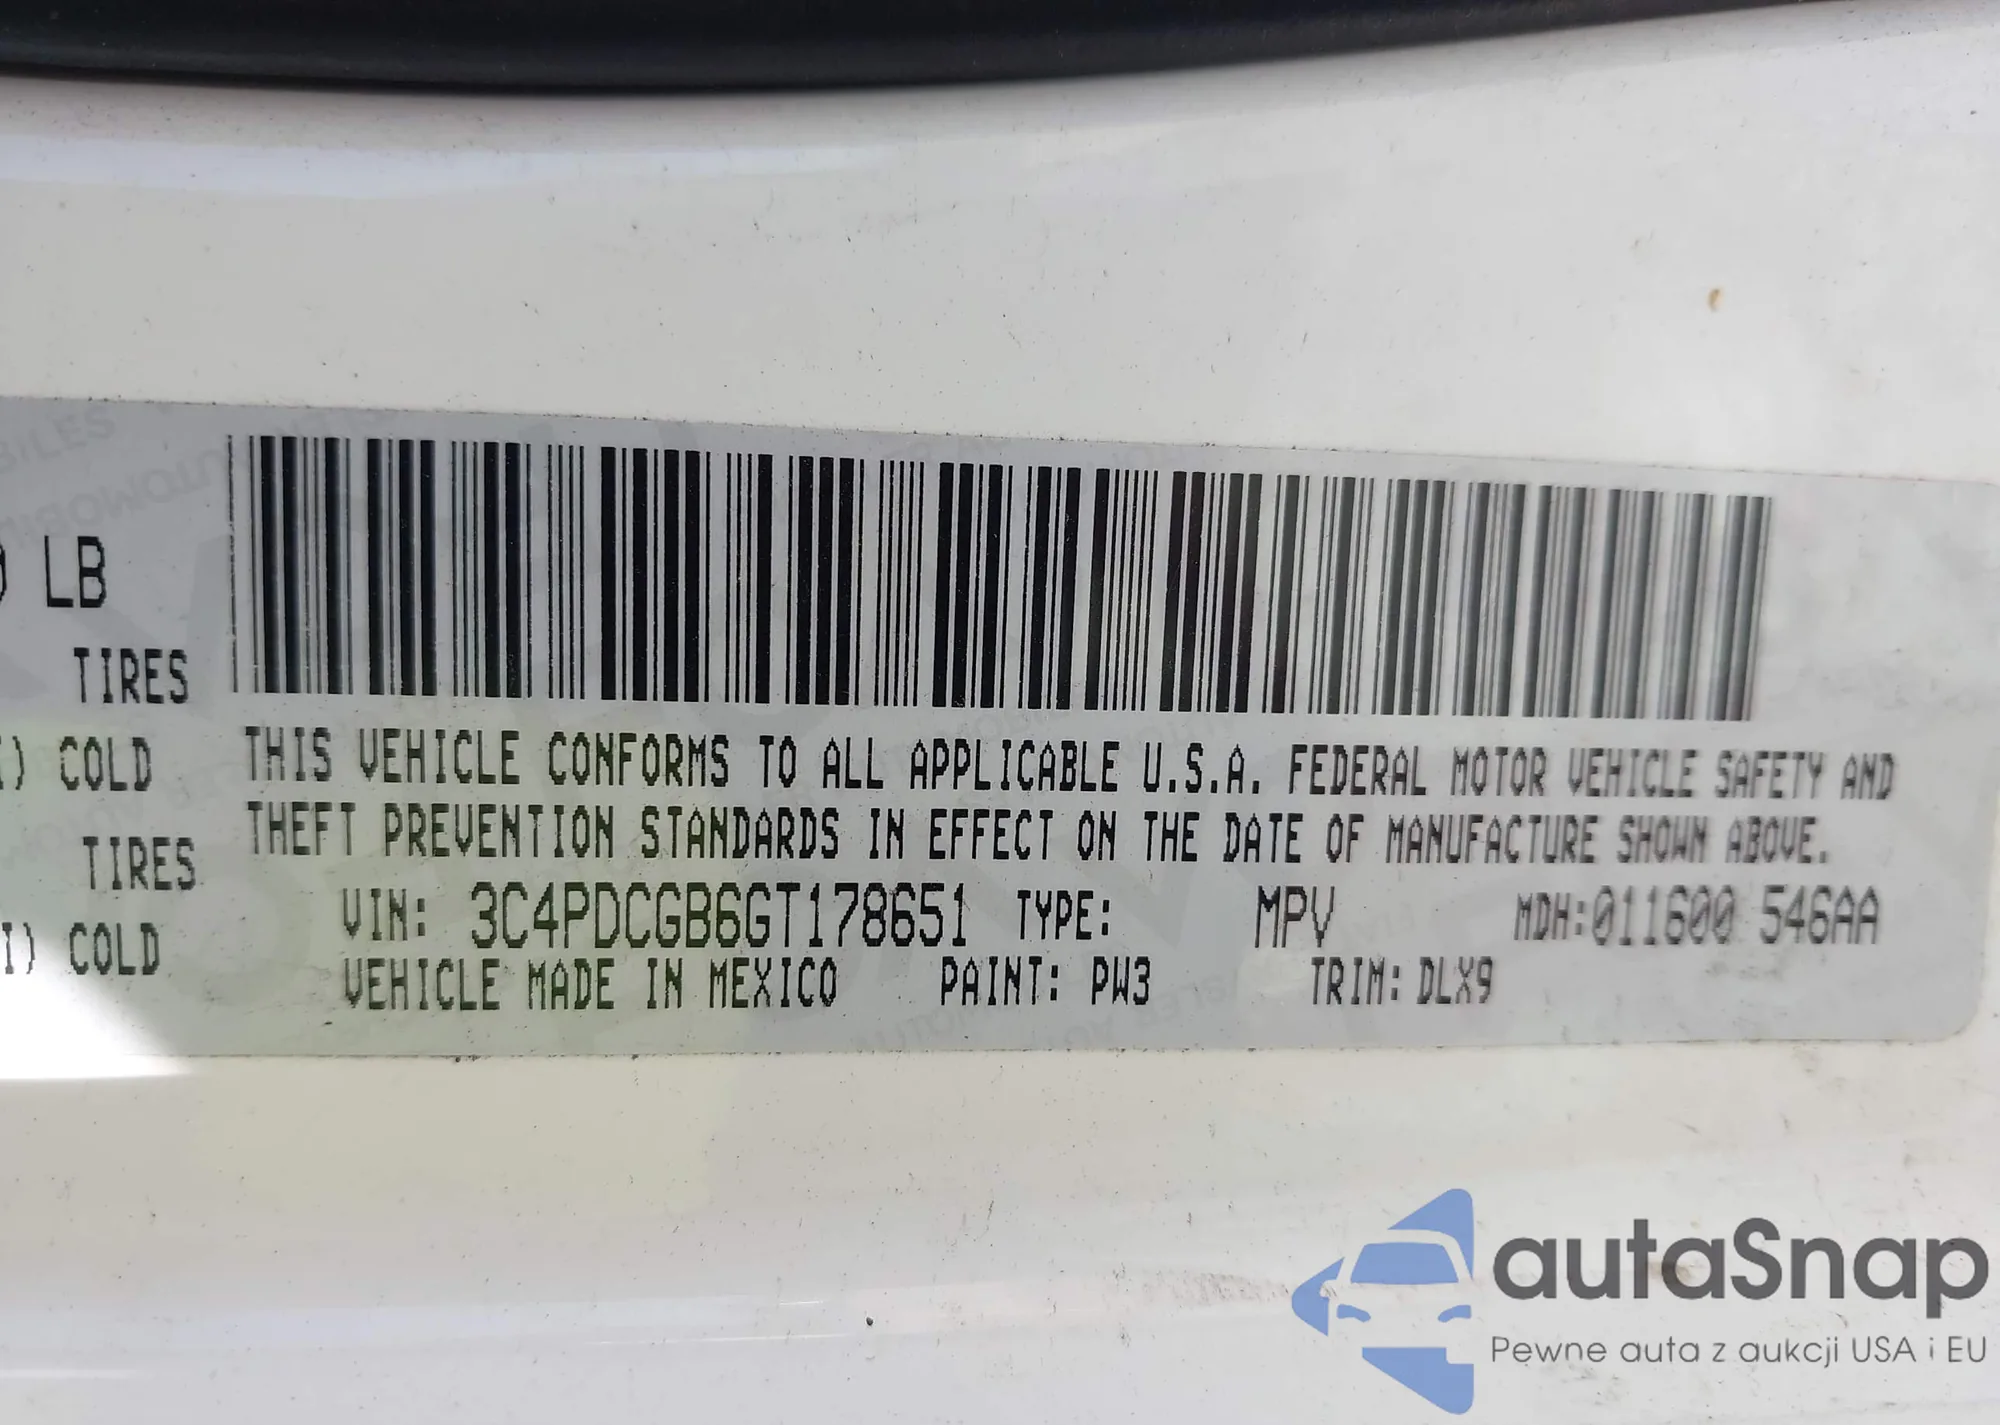 LB
TIRES
COLD
TIRES
COLD
THIS VEHICLE CONFORMS TO ALL APPLICABLE U.S.A. FEDERAL MOTOR VEHICLE SAFETY AND
THEFT PREVENTION STANDARDS IN EFFECT ON THE DATE OF MANUFACTURE SHOWN ABOVE.
VIN: 3C4PDCGB6GT178651 TYPE: MPV MDH:011600 546AA
VEHICLE MADE IN MEXICO PAINT: PW3 TRIM: DLX9
autaSnap
Pewne auta z aukcji USA i EU